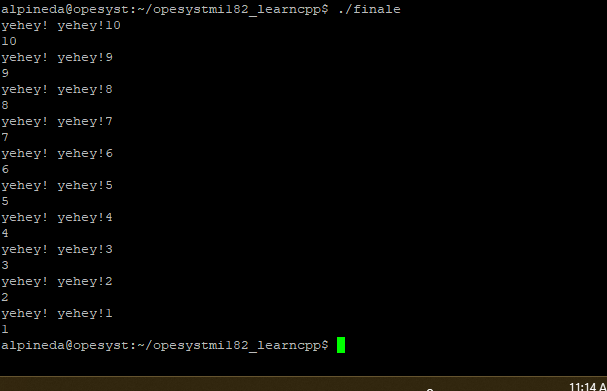 alpineda@opesyst:~/opesystmi182_learncpp$ ./finale
yehey! yehey!10
10
yehey! yehey!9
9
yehey! yehey!8
8
yehey! yehey!7
7
yehey! yehey!6
6
yehey! yehey!5
5
yehey! yehey!4
4
yehey! yehey!3
3
yehey! yehey!2
2
yehey! yehey!1
1
alpineda@opesyst:~/opesystmi182_learncpp$
11:14 A